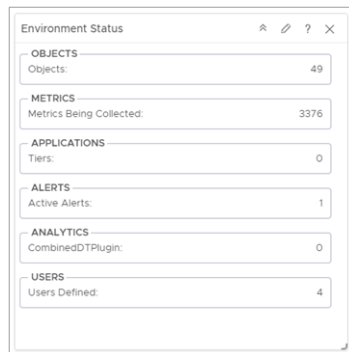 Environment Status
OBJECTS
Objects: 49
METRICS
Metrics Being Collected: 3376
APPLICATIONS
Tiers: 0
ALERTS
Active Alerts: 1
ANALYTICS
CombinedDTPlugin: 0
USERS
Users Defined: 4